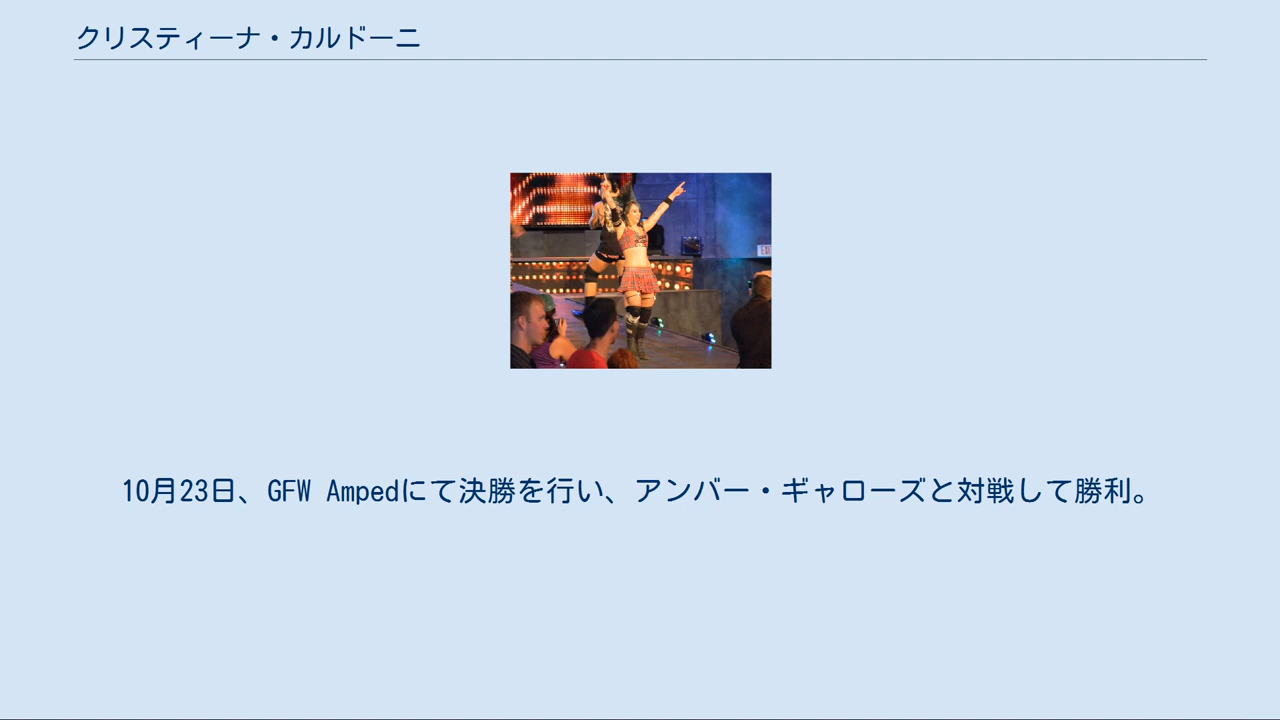 クリスティーナ・カルドーニ
10月23日、GFW Ampedにて決勝を行い、アンバー・ギャローズと対戦して勝利。